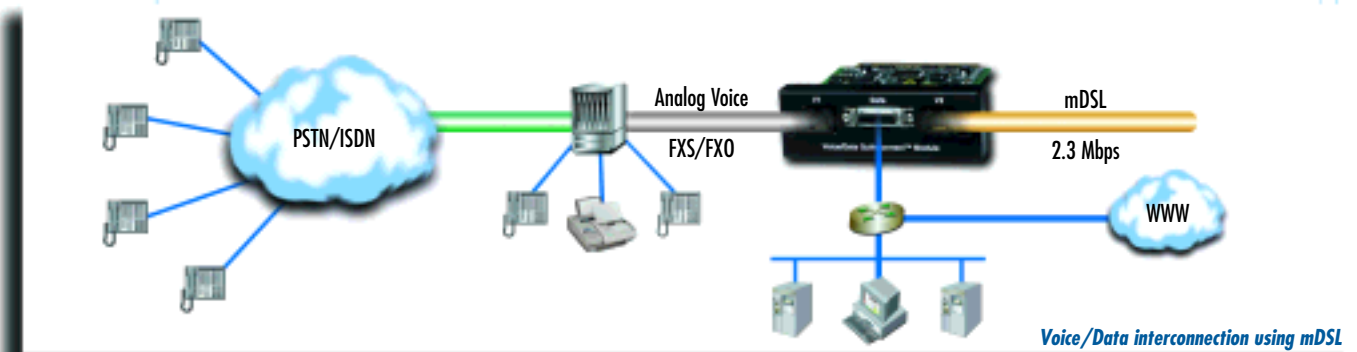 PSTN/ISDN
Analog Voice
FXS/FXO
mDSL
2.3 Mbps
WWW
Voice/Data interconnection using mDSL